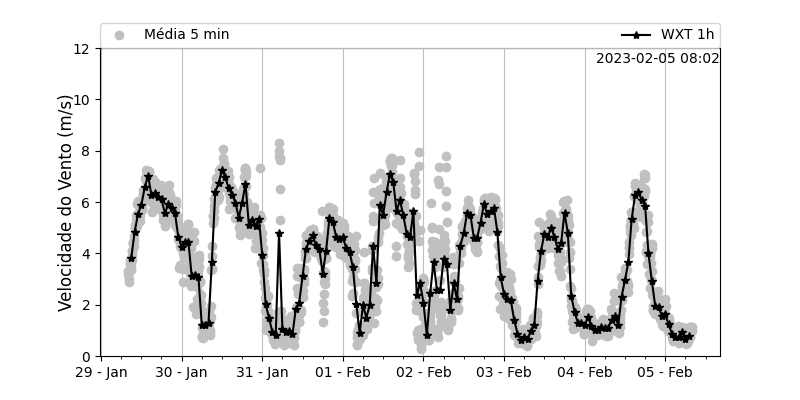 Média 5 min
WXT 1h
2023-02-05 08:02
Velocidade do Vento (m/s)
12
10
8
6
4
2
0
29 - Jan
30 - Jan
31 - Jan
01 - Feb
02 - Feb
03 - Feb
04 - Feb
05 - Feb